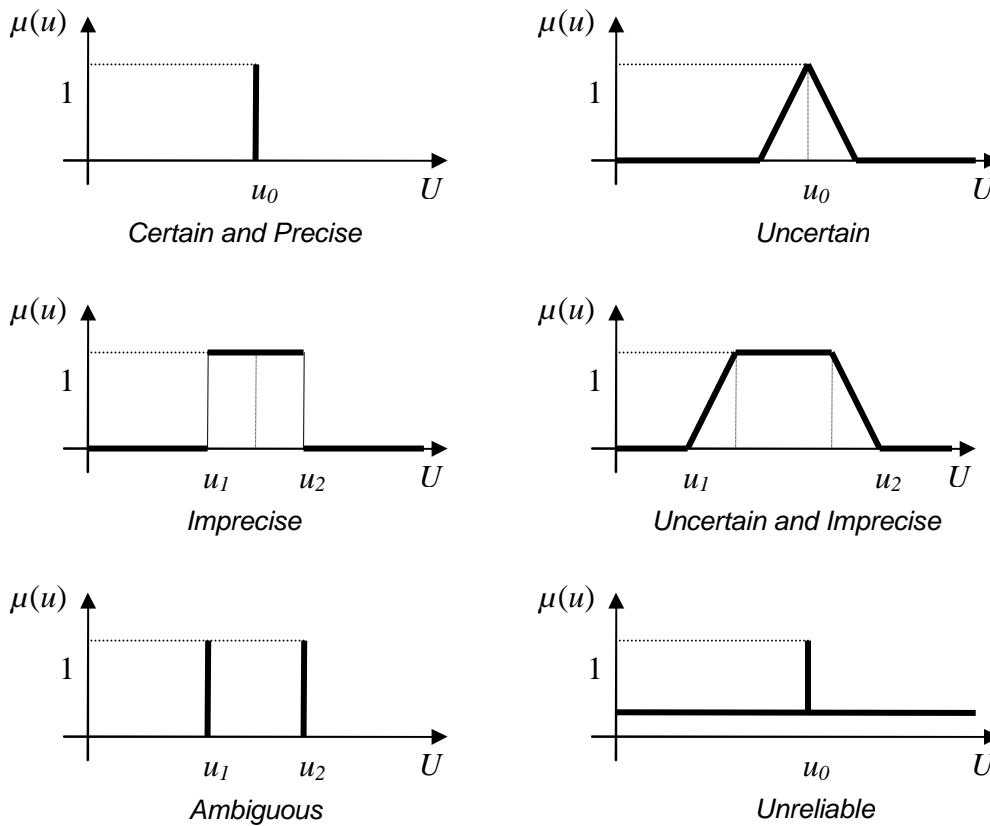 μ(u)
1
u0
U
Certain and Precise
μ(u)
1
u0
U
Uncertain
μ(u)
1
u1
u2
U
Imprecise
μ(u)
1
u1
u2
U
Uncertain and Imprecise
μ(u)
1
u1
u2
U
Ambiguous
μ(u)
1
u0
U
Unreliable